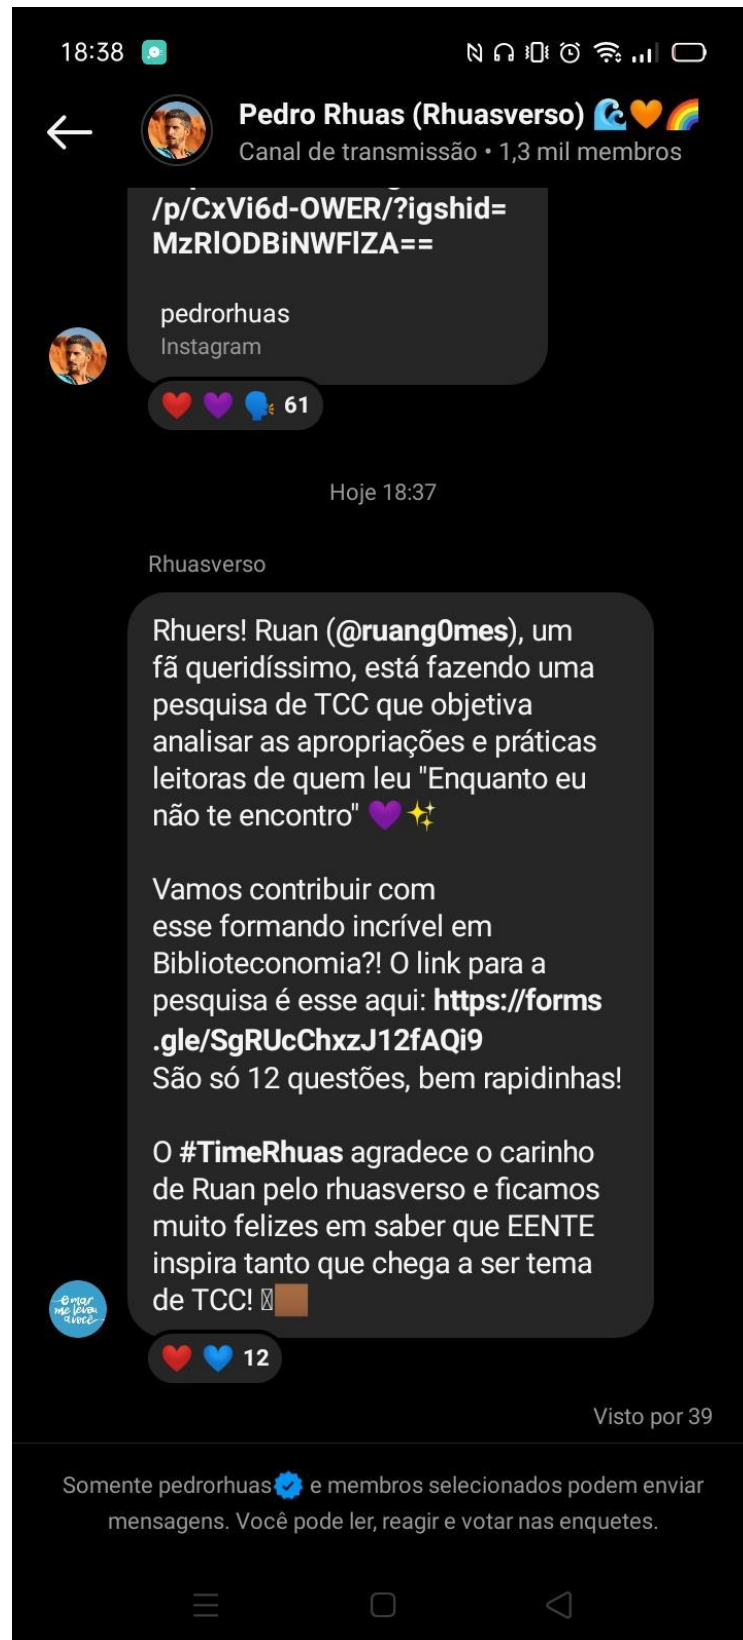 18:38
Pedro Rhuas (Rhuasverso) 🌊🧡🌈
Canal de transmissão • 1,3 mil membros
/p/CxVi6d-OWER/?igshid=
MzRlODBiNWFlZA==
pedrorhuas
Instagram
❤️ 💜 🗣️ 61
Hoje 18:37
Rhuasverso
Rhuers! Ruan (@ruang0mes), um
fã queridíssimo, está fazendo uma
pesquisa de TCC que objetiva
analisar as apropriações e práticas
leitoras de quem leu "Enquanto eu
não te encontro" 💜✨
Vamos contribuir com
esse formando incrível em
Biblioteconomia?! O link para a
pesquisa é esse aqui: https://forms
.gle/SgRUcChxzJ12fAQi9
São só 12 questões, bem rapidinhas!
O #TimeRhuas agradece o carinho
de Ruan pelo rhuasverso e ficamos
muito felizes em saber que EENTE
inspira tanto que chega a ser tema
de TCC! 🏾
o mar
me levou
a você
❤️ 💙 12
Visto por 39
Somente pedrorhuas e membros selecionados podem enviar
mensagens. Você pode ler, reagir e votar nas enquetes.